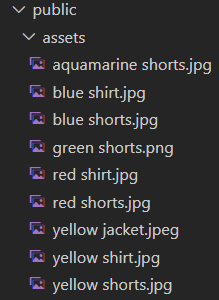 public
assets
aquamarine shorts.jpg
blue shirt.jpg
blue shorts.jpg
green shorts.png
red shirt.jpg
red shorts.jpg
yellow jacket.jpeg
yellow shirt.jpg
yellow shorts.jpg